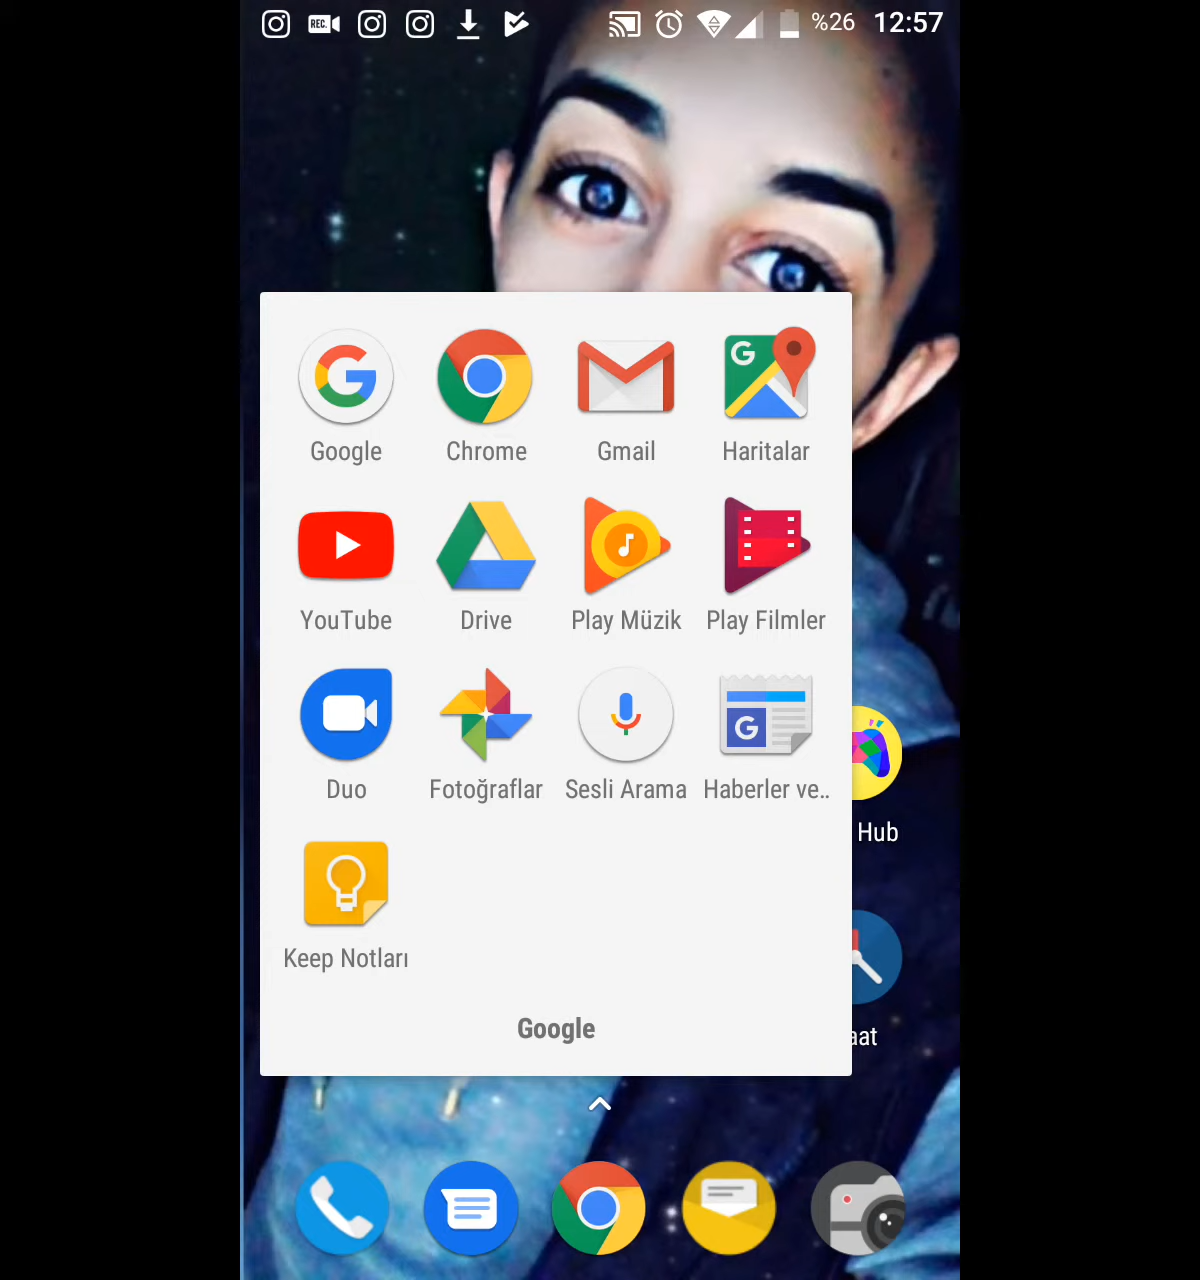 REC. %26 12:57
Google Chrome Gmail Haritalar
YouTube Drive Play Müzik Play Filmler
Duo Fotoğraflar Sesli Arama Haberler ve..
Hub
Keep Notları
aat
Google